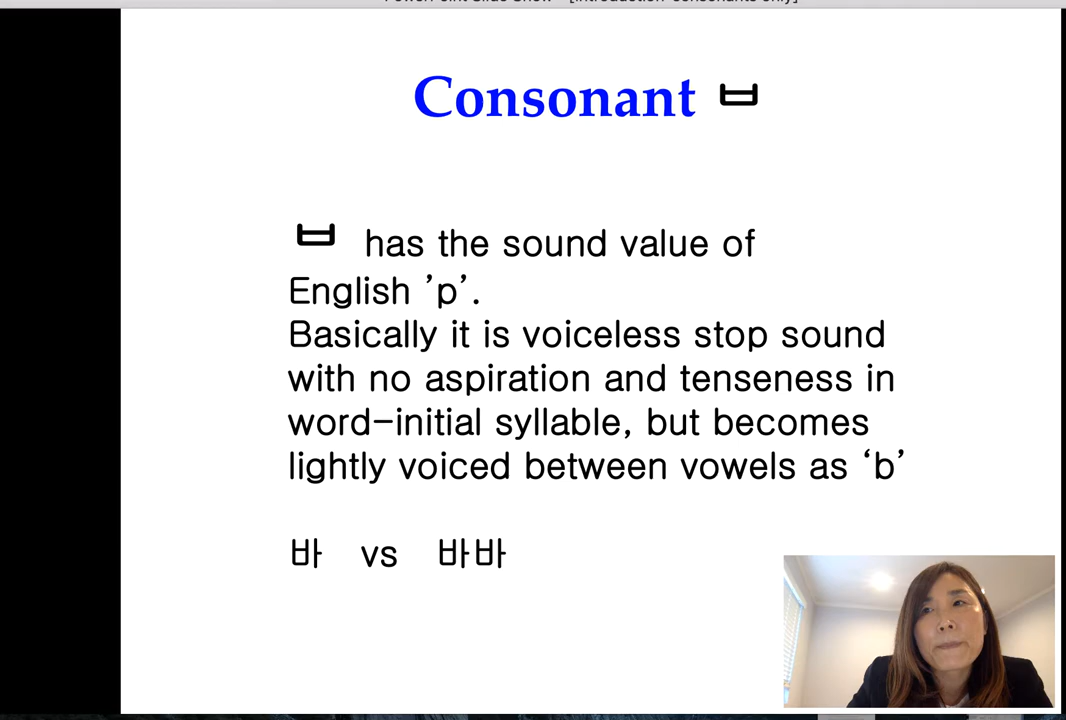 Consonant ㅂ
ㅂ has the sound value of
English ’p’.
Basically it is voiceless stop sound
with no aspiration and tenseness in
word-initial syllable, but becomes
lightly voiced between vowels as ‘b’
바 vs 바바